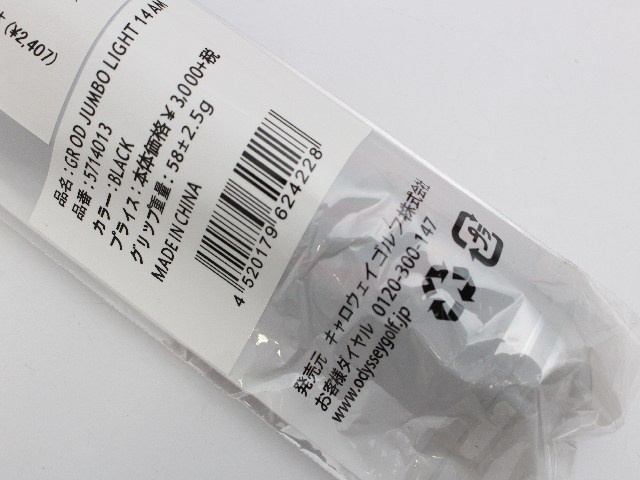 (¥2,407)
品名：GR OD JUMBO LIGHT 14 AM
品番：5714013
カラー：BLACK
プライス：本体価格￥3,000+税
グリップ重量：58±2.5g
MADE IN CHINA
4 520179 624228
発売元 キャロウェイゴルフ株式会社
お客様ダイヤル 0120-300-147
www.odysseygolf.jp
プラ